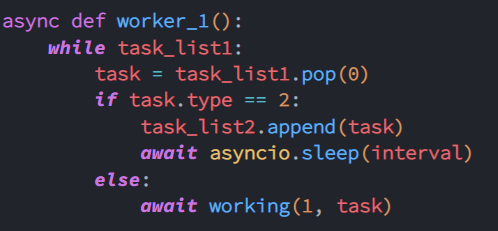 async def worker_1():
    while task_list1:
        task = task_list1.pop(0)
        if task.type == 2:
            task_list2.append(task)
            await asyncio.sleep(interval)
        else:
            await working(1, task)